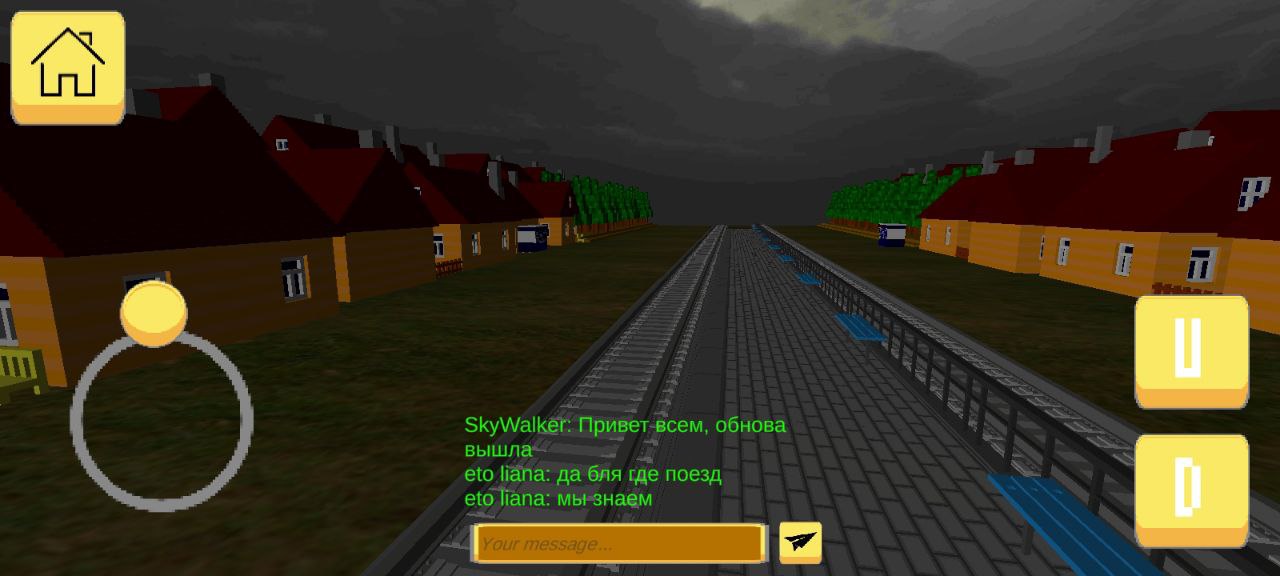 U
SkyWalker: Привет всем, обнова
вышла
eto liana: да бля где поезд
eto liana: мы знаем
D
Your message...